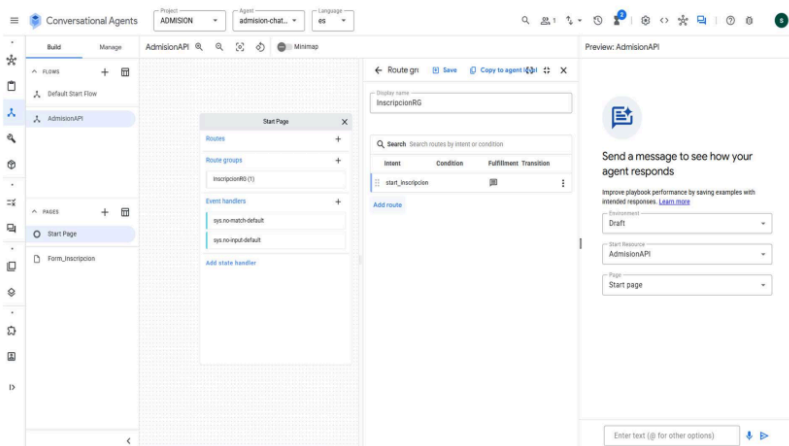 Conversational Agents
Project
ADMISION
Agent
admision-chat...
Language
es
1
2
S
Build
Manage
AdmisionAPI
Minimap
Preview: AdmisionAPI
FLOWS
Default Start Flow
AdmisionAPI
PAGES
Start Page
Form_Inscripcion
Start Page
Routes
Route groups
InscripcionRG (1)
Event handlers
sys.no-match-default
sys.no-input-default
Add state handler
Route gr
Save
Copy to agent
Display name
InscripcionRG
Search Search routes by intent or condition
Intent Condition Fulfillment Transition
start_inscripcion
Add route
Send a message to see how your
agent responds
Improve playbook performance by saving examples with
intended responses. Learn more
Environment
Draft
Start Resource
AdmisionAPI
Page
Start page
Enter text (@ for other options)